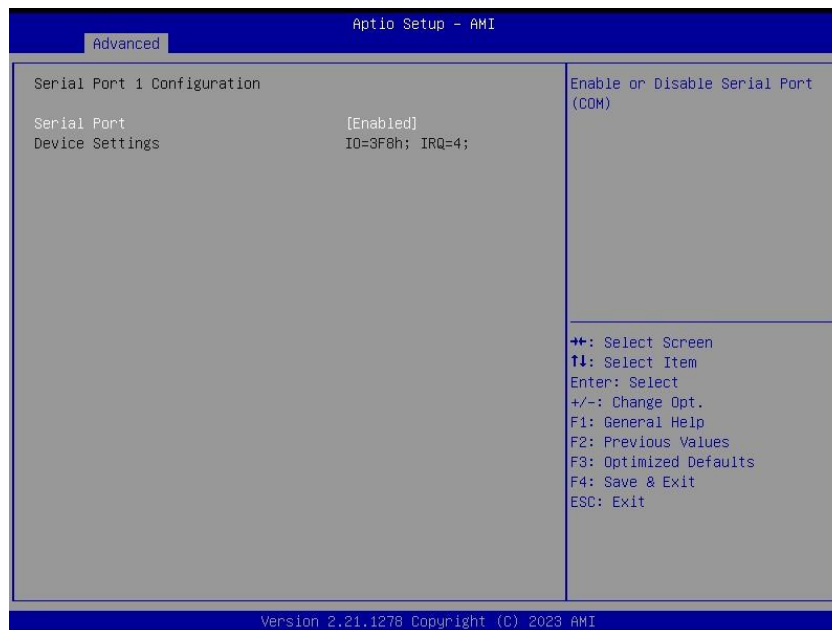 Aptio Setup – AMI
Advanced
Serial Port 1 Configuration
Serial Port [Enabled]
Device Settings IO=3F8h; IRQ=4;
Enable or Disable Serial Port
(COM)
→←: Select Screen
↑↓: Select Item
Enter: Select
+/-: Change Opt.
F1: General Help
F2: Previous Values
F3: Optimized Defaults
F4: Save & Exit
ESC: Exit
Version 2.21.1278 Copyright (C) 2023 AMI